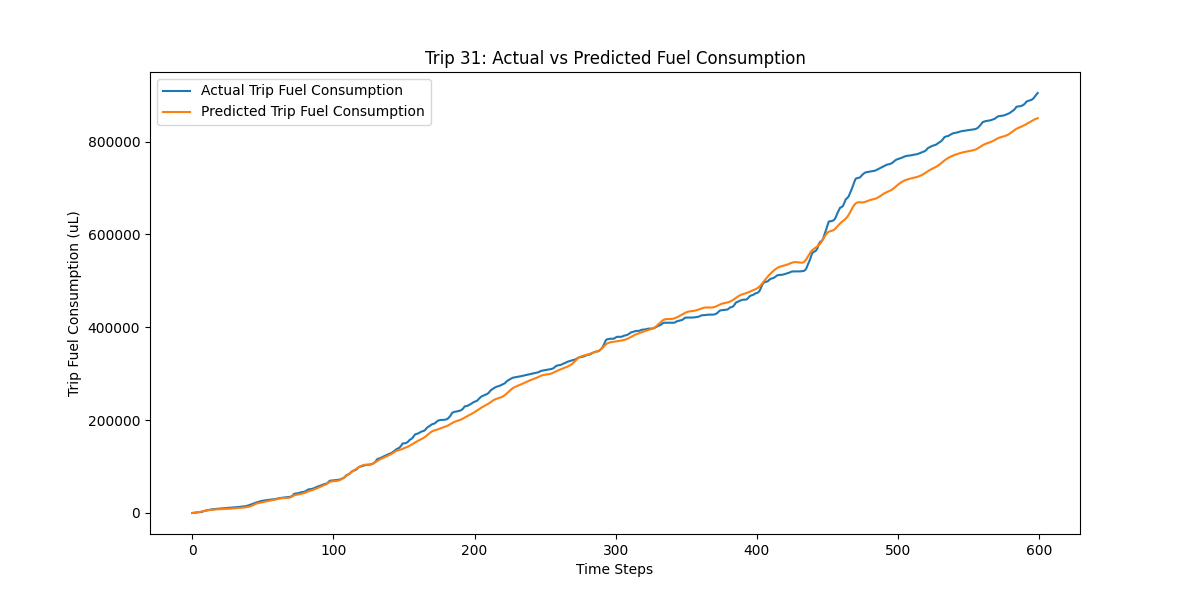 Trip 31: Actual vs Predicted Fuel Consumption
Actual Trip Fuel Consumption
Predicted Trip Fuel Consumption
Trip Fuel Consumption (uL)
800000
600000
400000
200000
0
0 100 200 300 400 500 600
Time Steps